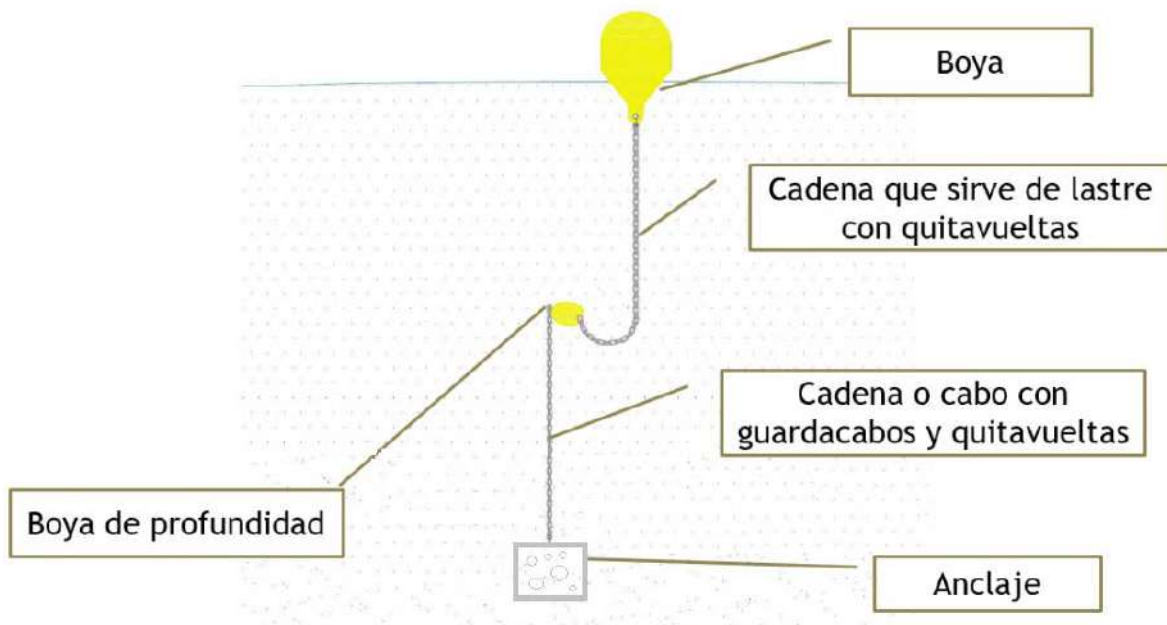 Boya
Cadena que sirve de lastre
con quitavueltas
Cadena o cabo con
guardacabos y quitavueltas
Boya de profundidad
Anclaje